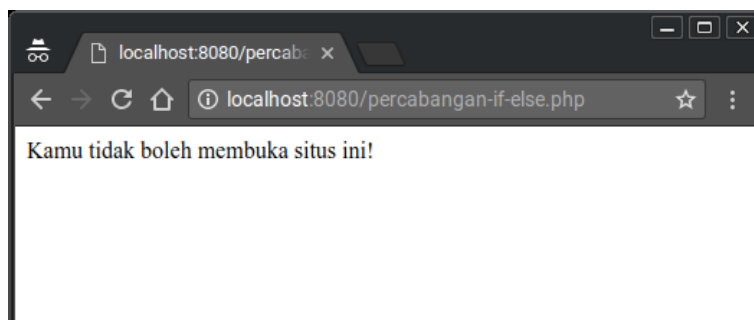 localhost:8080/percaba
localhost:8080/percabangan-if-else.php
Kamu tidak boleh membuka situs ini!